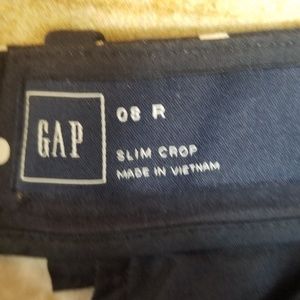 GAP
08 R
SLIM CROP
MADE IN VIETNAM